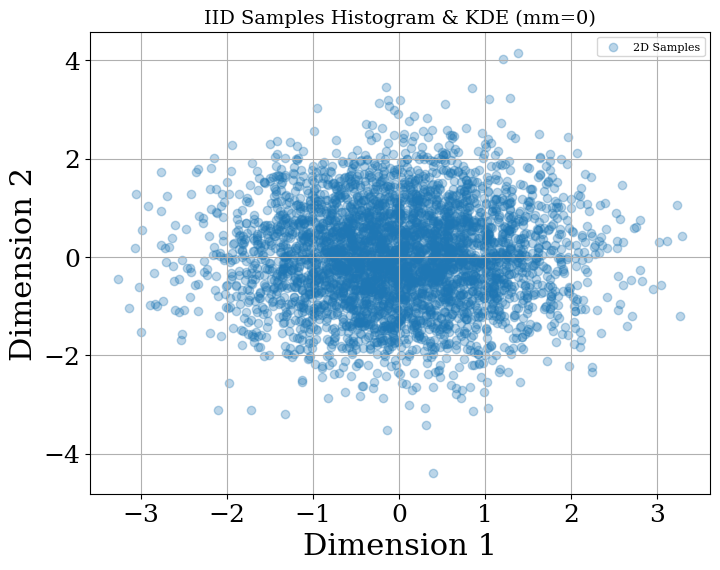 IID Samples Histogram & KDE (mm=0)
2D Samples
Dimension 2
4
2
0
−2
−4
−3 −2 −1 0 1 2 3
Dimension 1